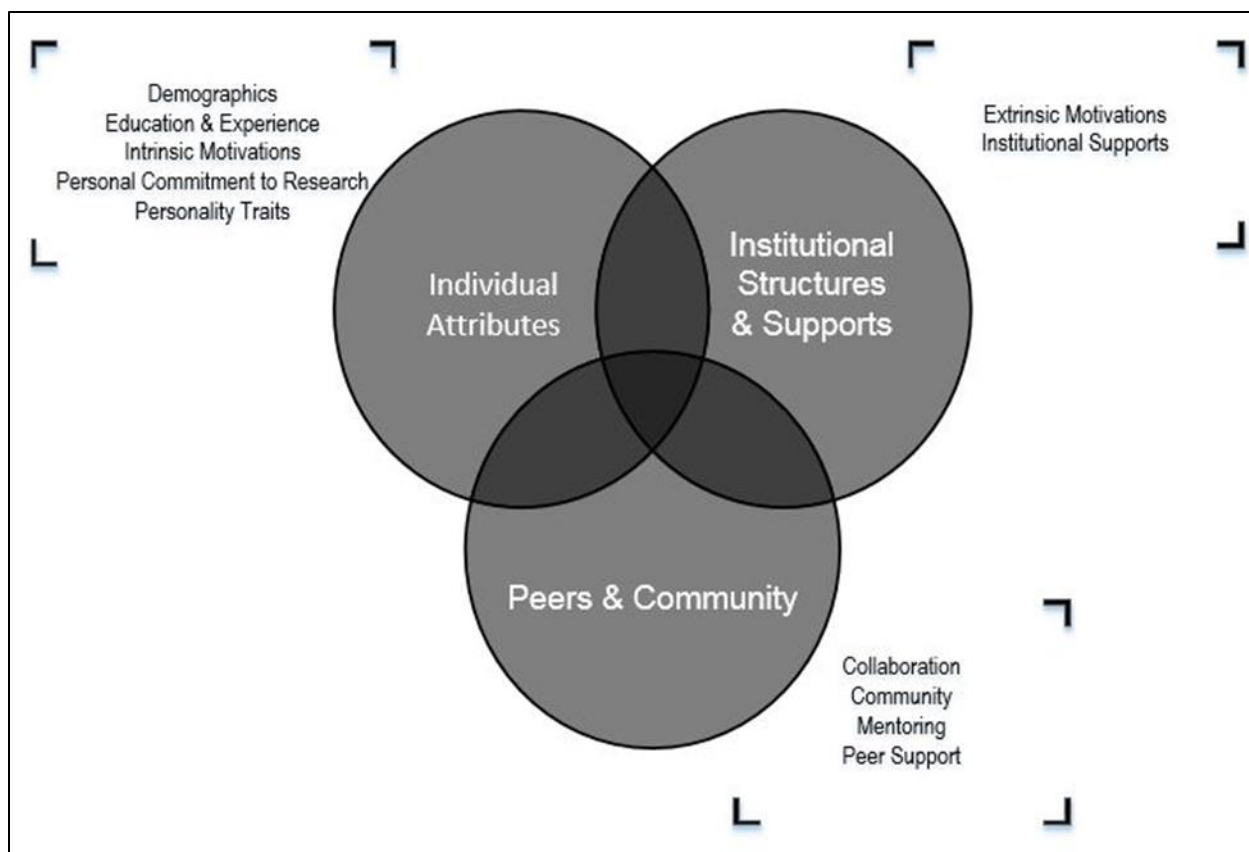 Demographics
Education & Experience
Intrinsic Motivations
Personal Commitment to Research
Personality Traits
Extrinsic Motivations
Institutional Supports
Individual
Attributes
Institutional
Structures
& Supports
Peers & Community
Collaboration
Community
Mentoring
Peer Support